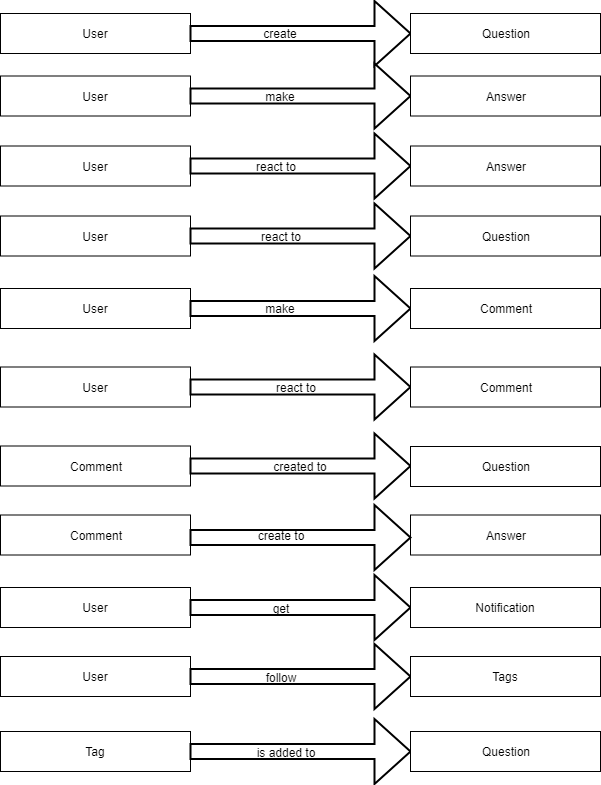 User create Question
User make Answer
User react to Answer
User react to Question
User make Comment
User react to Comment
Comment created to Question
Comment create to Answer
User get Notification
User follow Tags
Tag is added to Question